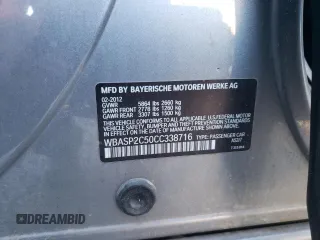 MFD BY BAYERISCHE MOTOREN WERKE AG
02-2012
GVWR 5864 lbs 2660 kg
GAWR FRONT 2778 lbs 1260 kg
GAWR REAR 3307 lbs 1500 kg
THIS VEHICLE CONFORMS TO ALL APPLICABLE
FEDERAL MOTOR VEHICLE SAFETY, BUMPER AND
THEFT PREVENTION STANDARDS IN EFFECT ON
THE DATE OF MANUFACTURE SHOWN ABOVE.
WBASP2C50CC338716
TYPE: PASSENGER CAR
DREAMBID